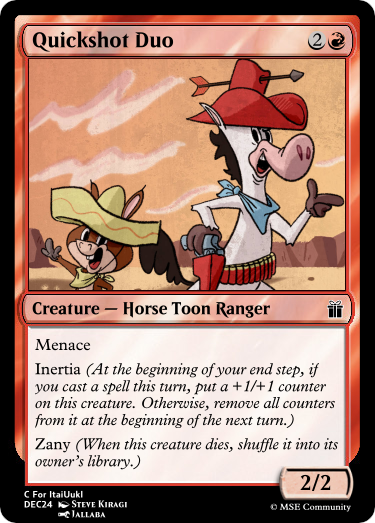 Quickshot Duo 2
Creature — Horse Toon Ranger
Menace
Inertia (At the beginning of your end step, if
you cast a spell this turn, put a +1/+1 counter
on this creature. Otherwise, remove all counters
from it at the beginning of the next turn.)
Zany (When this creature dies, shuffle it into its
owner's library.)
2/2
C For ItaiUukl
DEC24 Steve Kiragi
Jallaba
© MSE Community